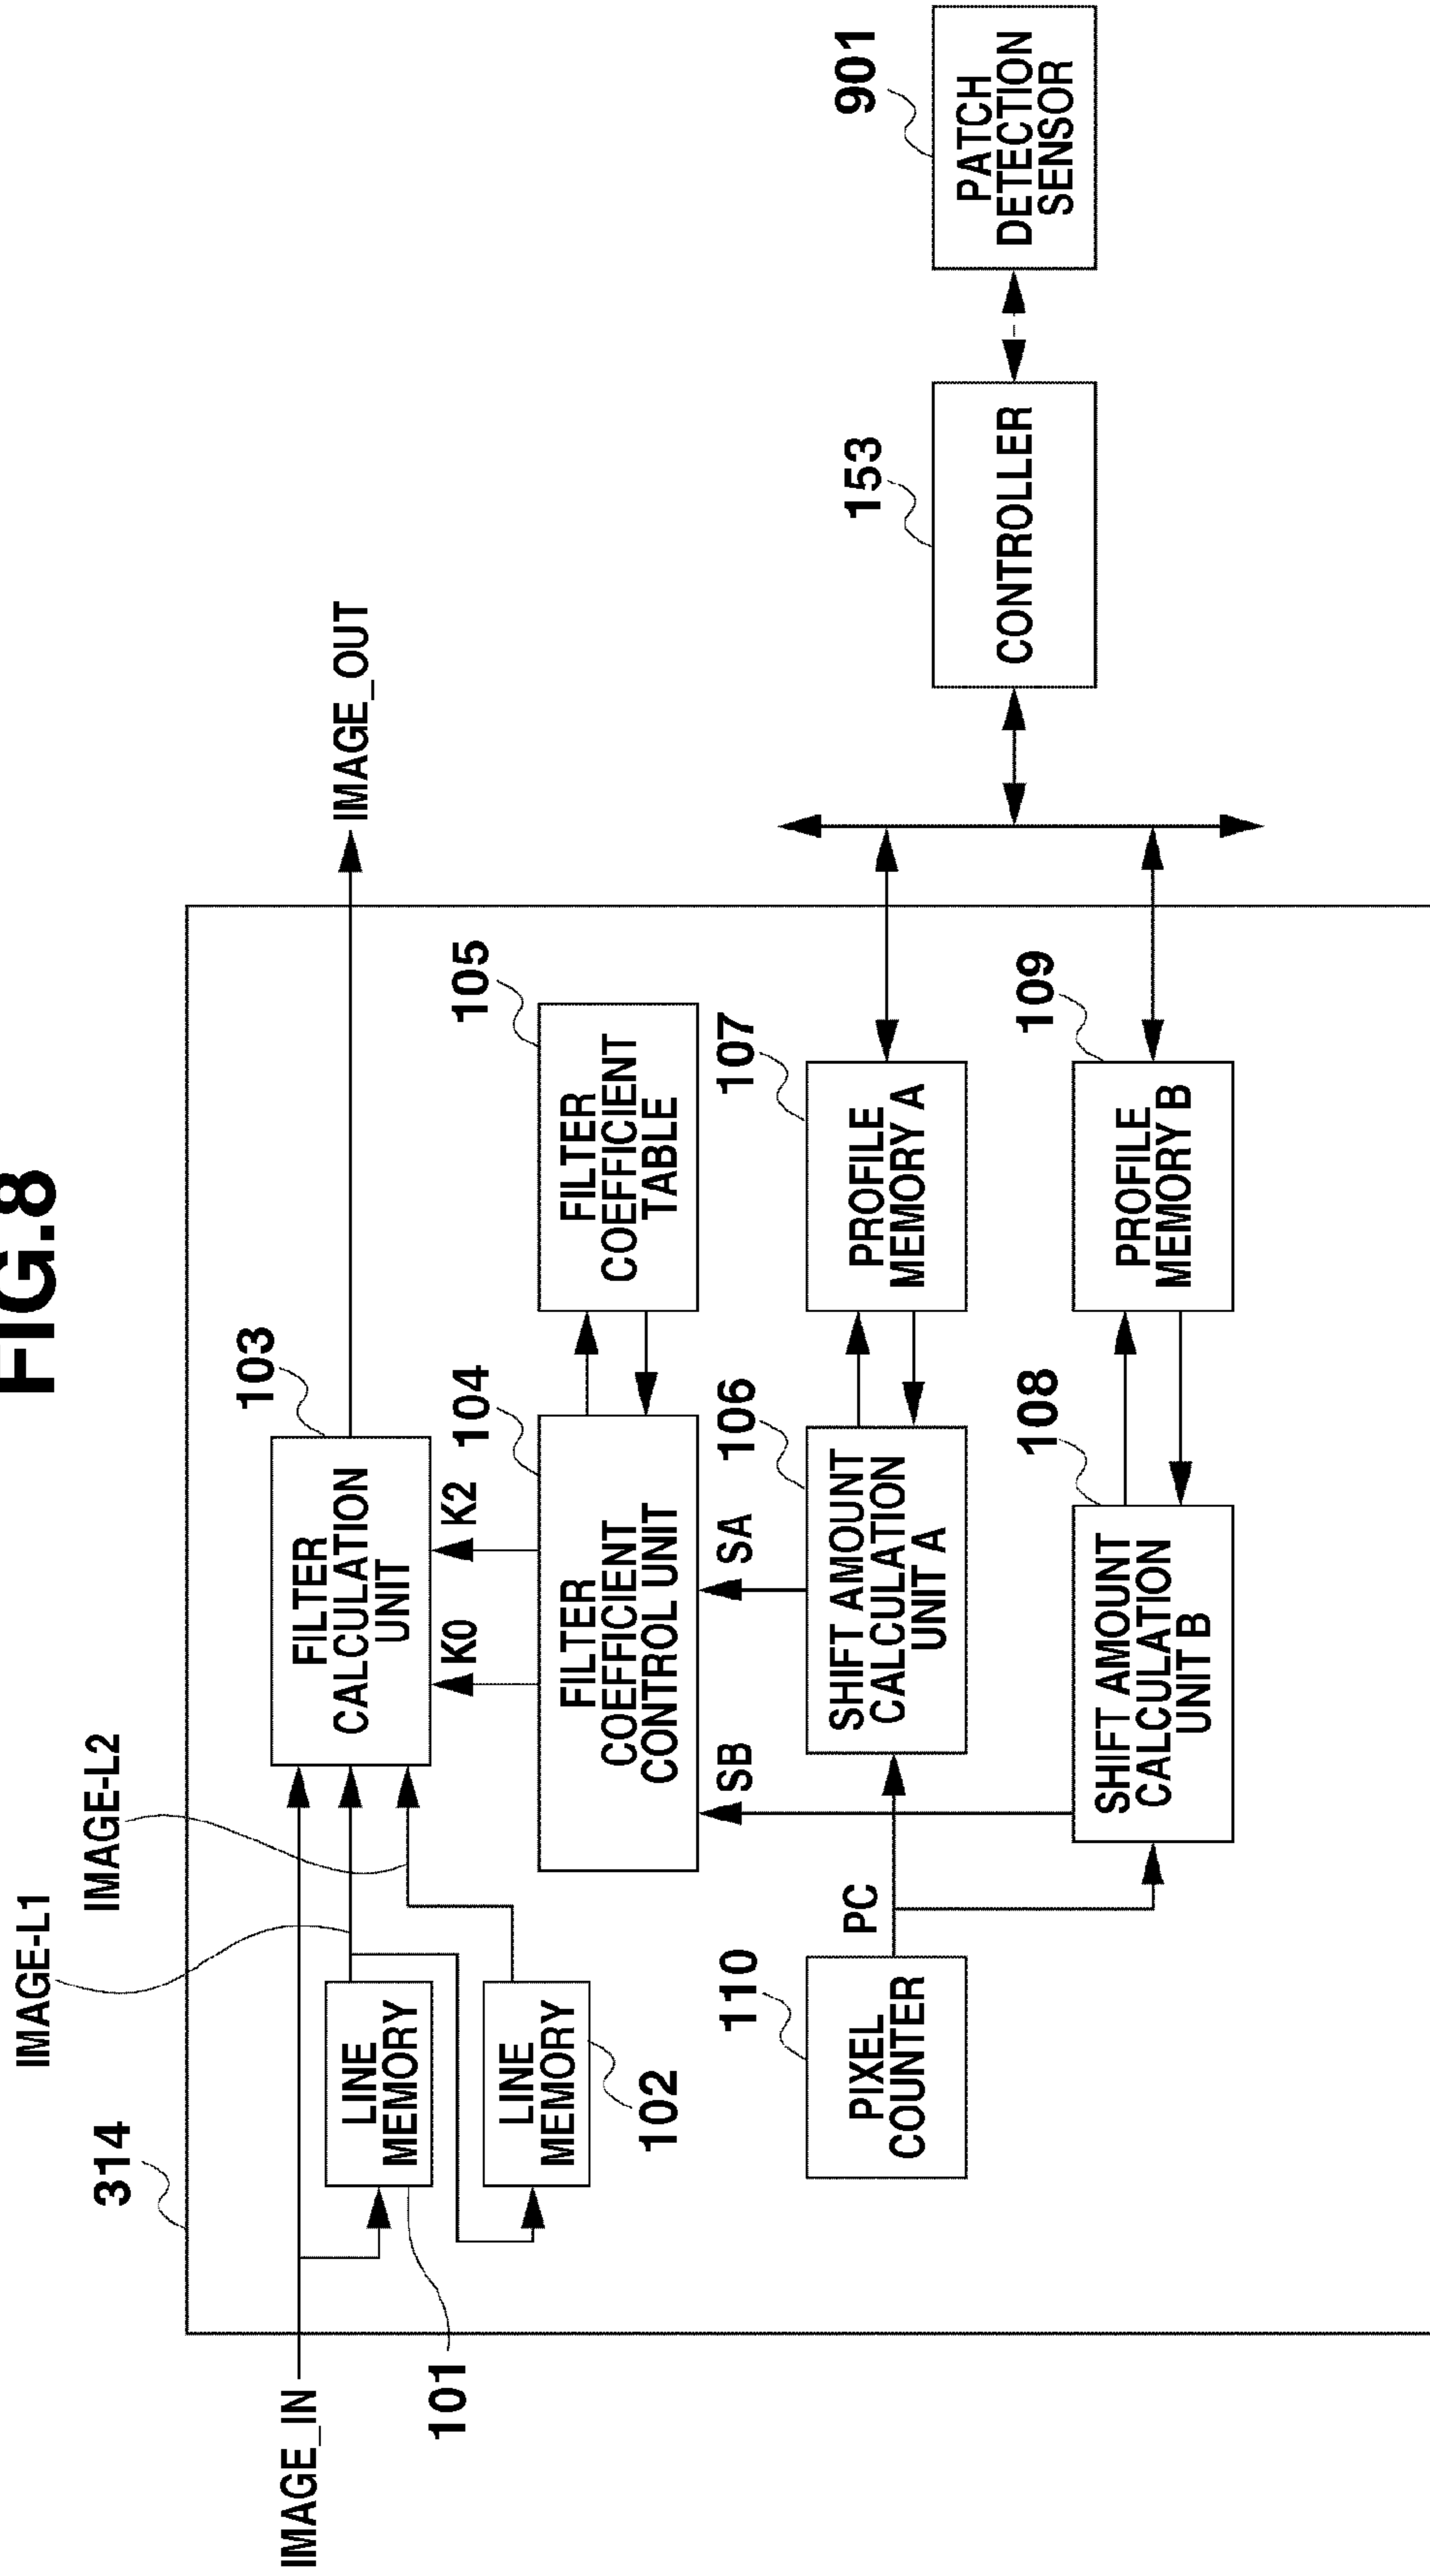 FIG.8
IMAGE-L1
IMAGE-L2
314
103
IMAGE_IN
IMAGE_OUT
FILTER
CALCULATION
UNIT
LINE
MEMORY
101
K0
K2
104
105
LINE
MEMORY
102
FILTER
COEFFICIENT
CONTROL UNIT
FILTER
COEFFICIENT
TABLE
SB
SA
106
107
110
PC
PIXEL
COUNTER
SHIFT AMOUNT
CALCULATION
UNIT A
PROFILE
MEMORY A
153
901
CONTROLLER
PATCH
DETECTION
SENSOR
108
109
SHIFT AMOUNT
CALCULATION
UNIT B
PROFILE
MEMORY B